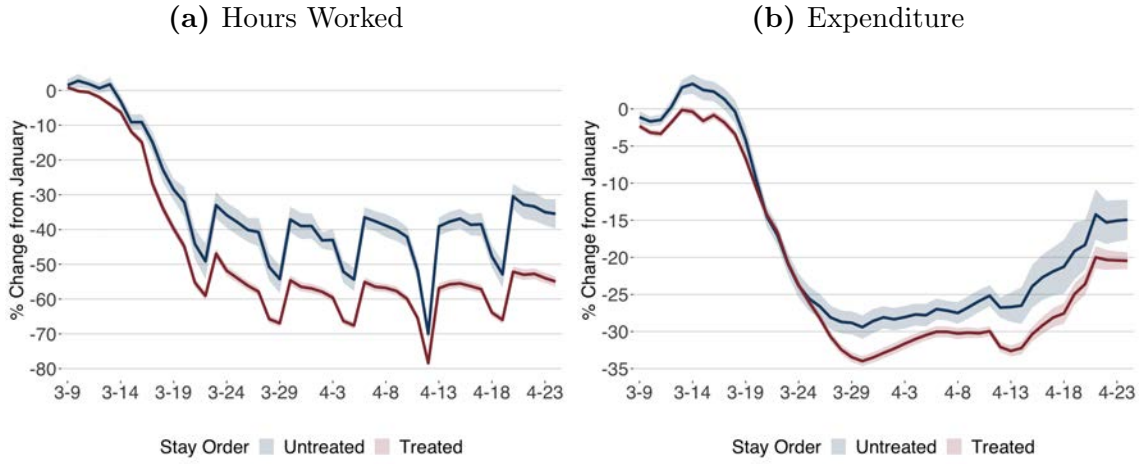 (a) Hours Worked
% Change from January
0
-10
-20
-30
-40
-50
-60
-70
-80
3-9 3-14 3-19 3-24 3-29 4-3 4-8 4-13 4-18 4-23
Stay Order Untreated Treated
(b) Expenditure
% Change from January
0
-5
-10
-15
-20
-25
-30
-35
3-9 3-14 3-19 3-24 3-29 4-3 4-8 4-13 4-18 4-23
Stay Order Untreated Treated